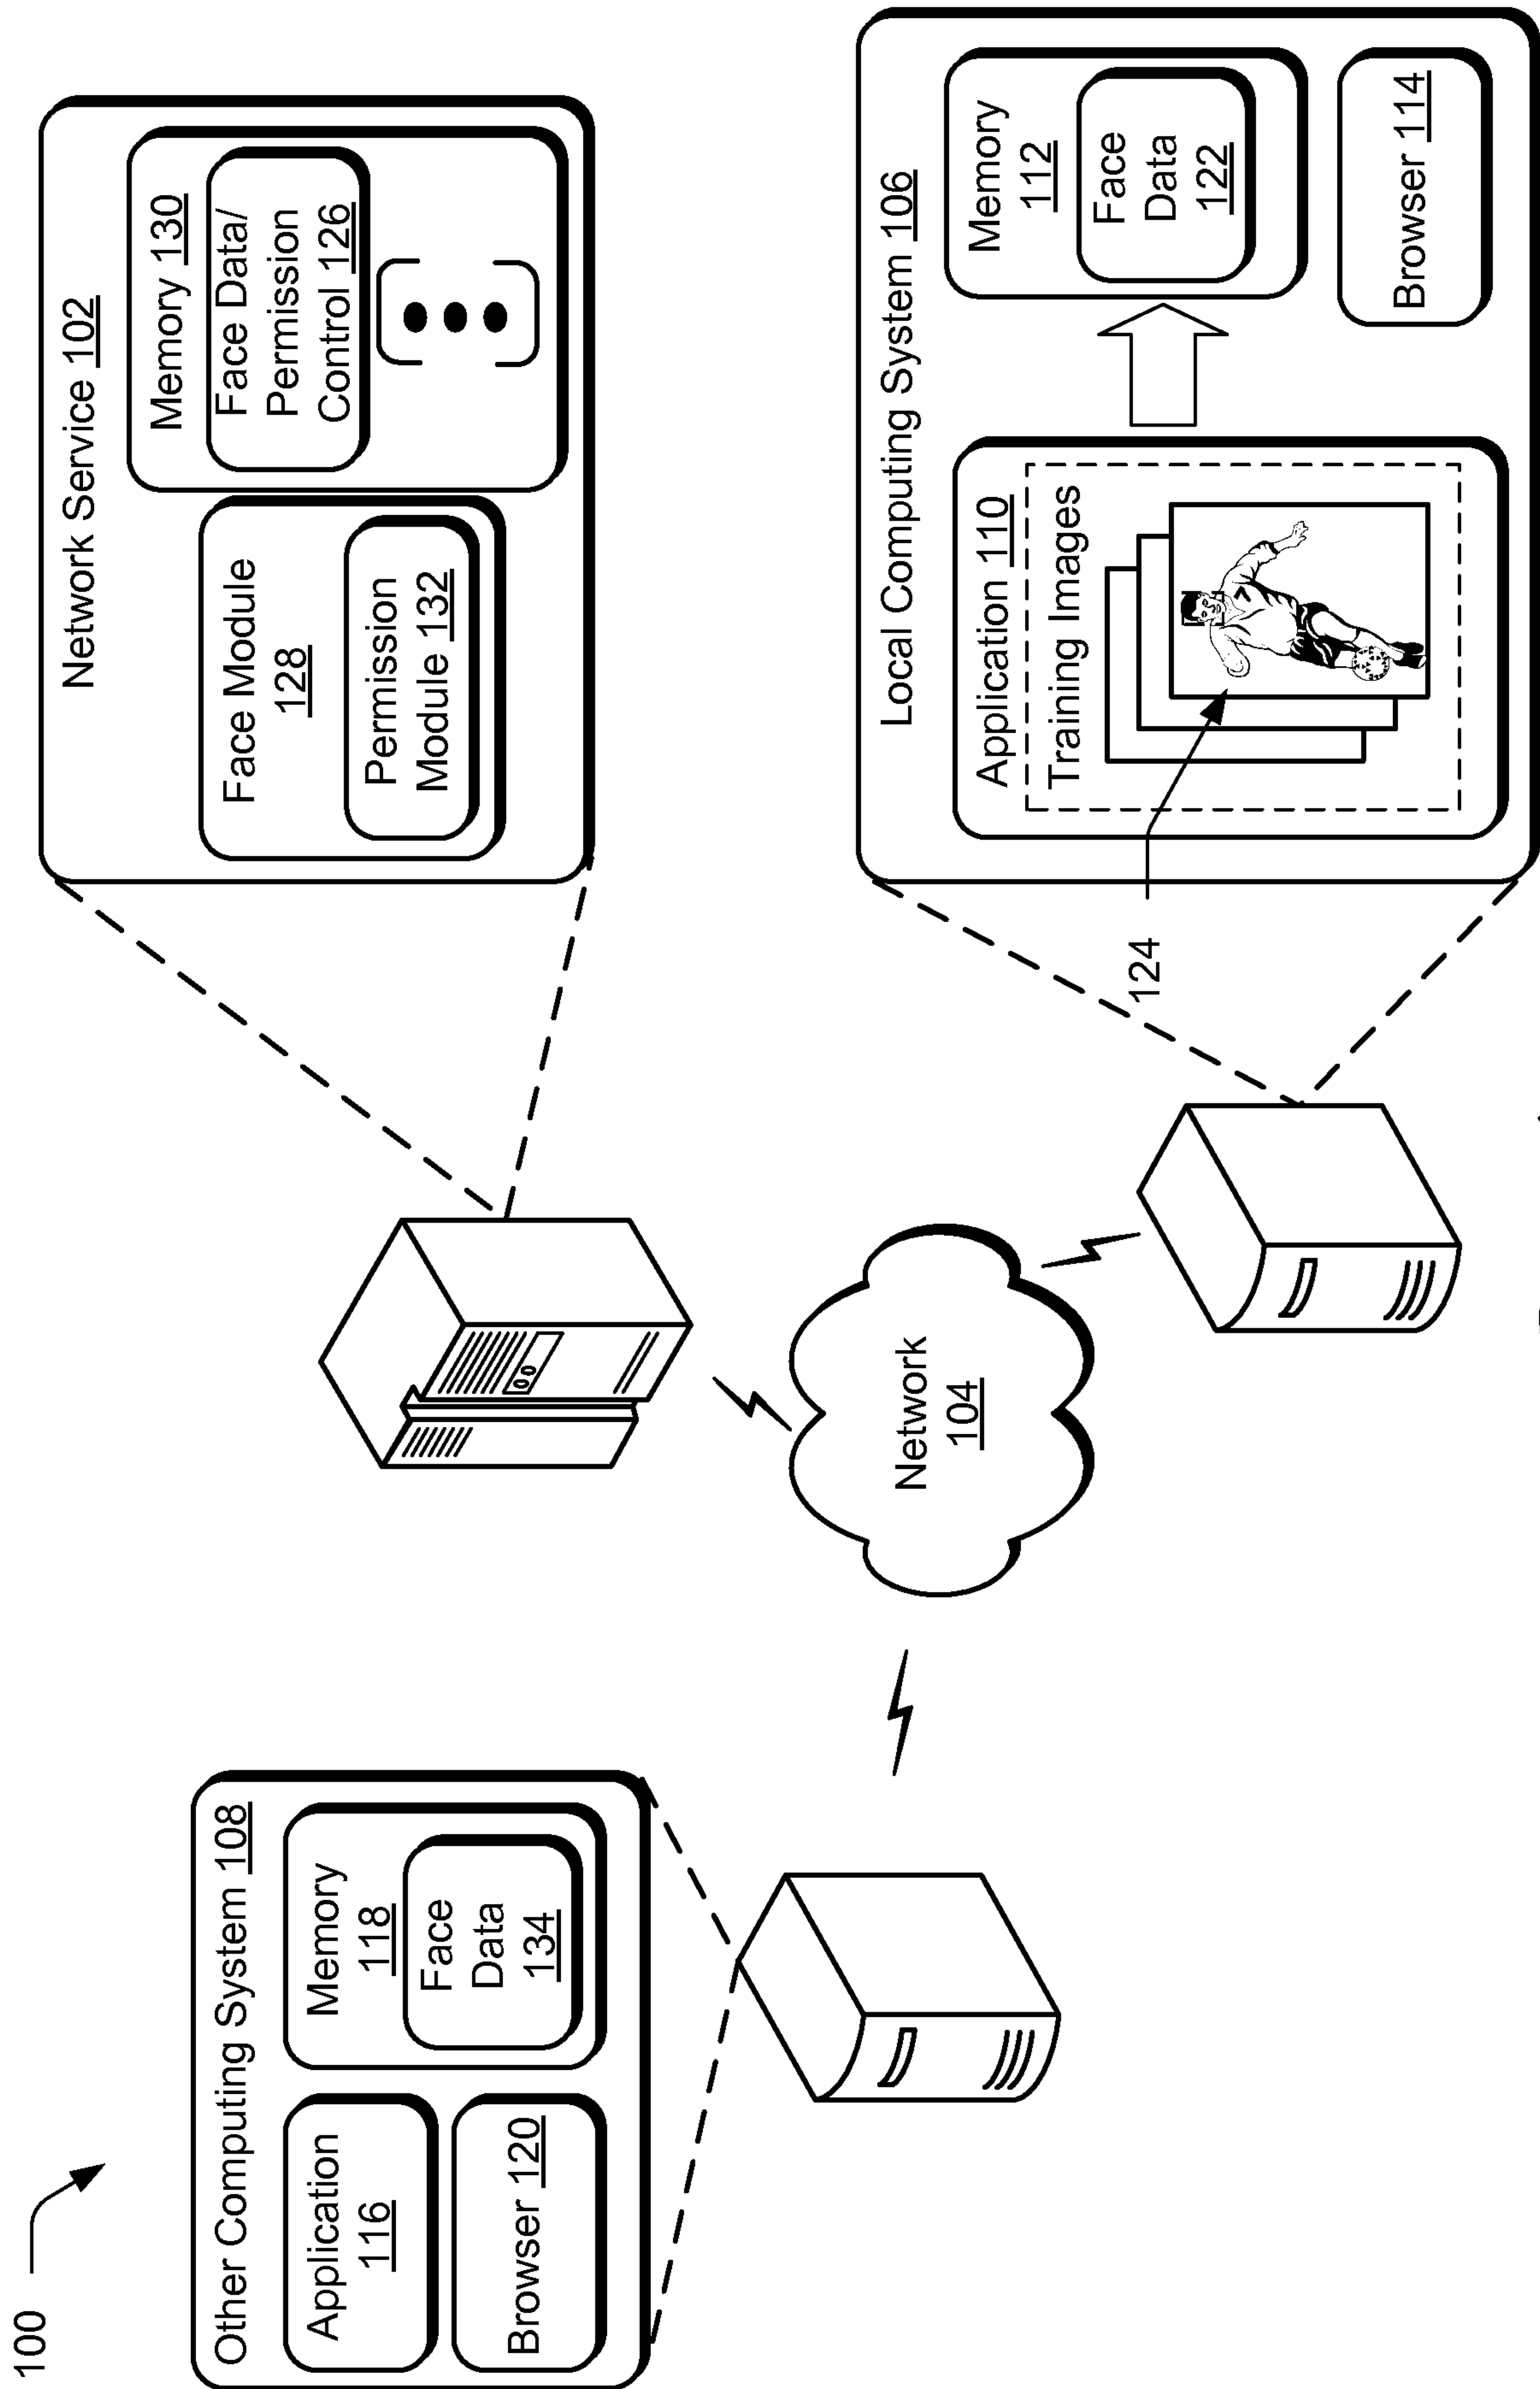 100
Other Computing System 108
Application
116
Browser 120
Memory
118
Face
Data
134
Network
104
Network Service 102
Face Module
128
Permission
Module 132
Memory 130
Face Data/
Permission
Control 126
Local Computing System 106
Application 110
Training Images
124
Memory
112
Face
Data
122
Browser 114